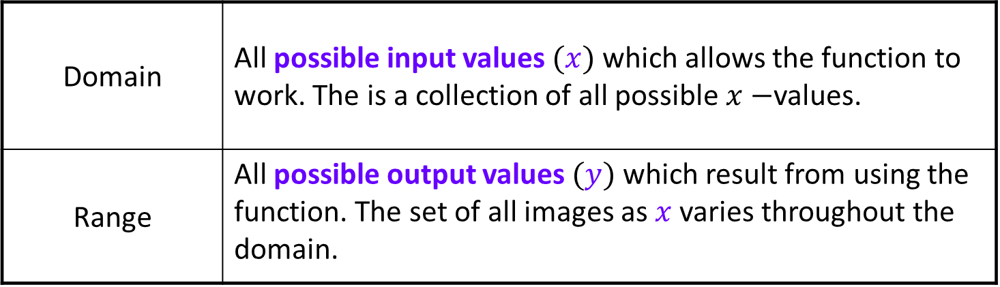 Domain
All possible input values (x) which allows the function to
work. The is a collection of all possible x −values.
Range
All possible output values (y) which result from using the
function. The set of all images as x varies throughout the
domain.